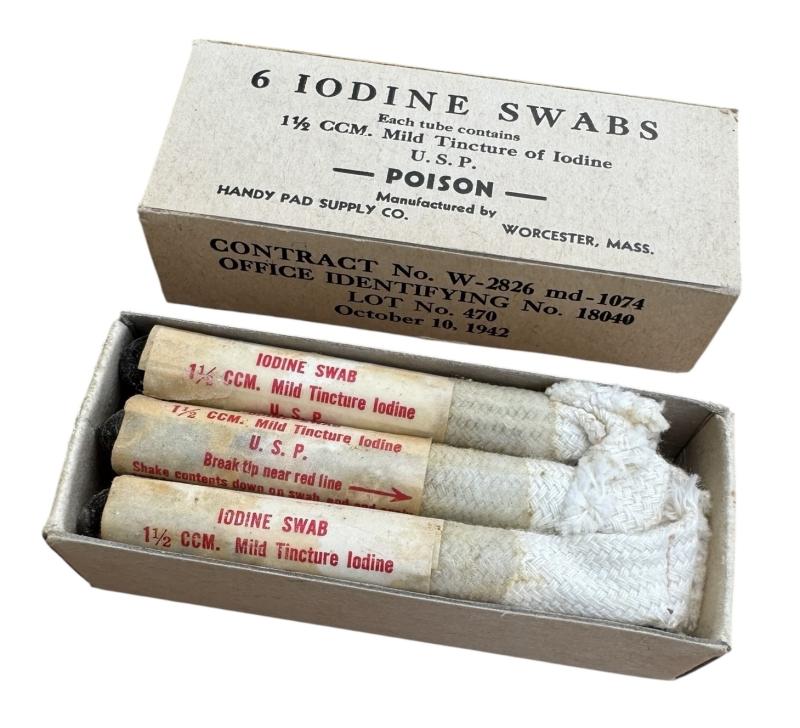 6 IODINE SWABS
Each tube contains
1½ CCM. Mild Tincture of Iodine
U. S. P.
— POISON —
Manufactured by
HANDY PAD SUPPLY CO. WORCESTER, MASS.
CONTRACT No. W-2826 md-1074
OFFICE IDENTIFYING No. 18040
LOT No. 470
October 10, 1942
IODINE SWAB
1½ CCM. Mild Tincture Iodine
U. S. P.
1½ CCM. Mild Tincture Iodine
U. S. P.
Break tip near red line
Shake contents down on swab end and
IODINE SWAB
1½ CCM. Mild Tincture Iodine